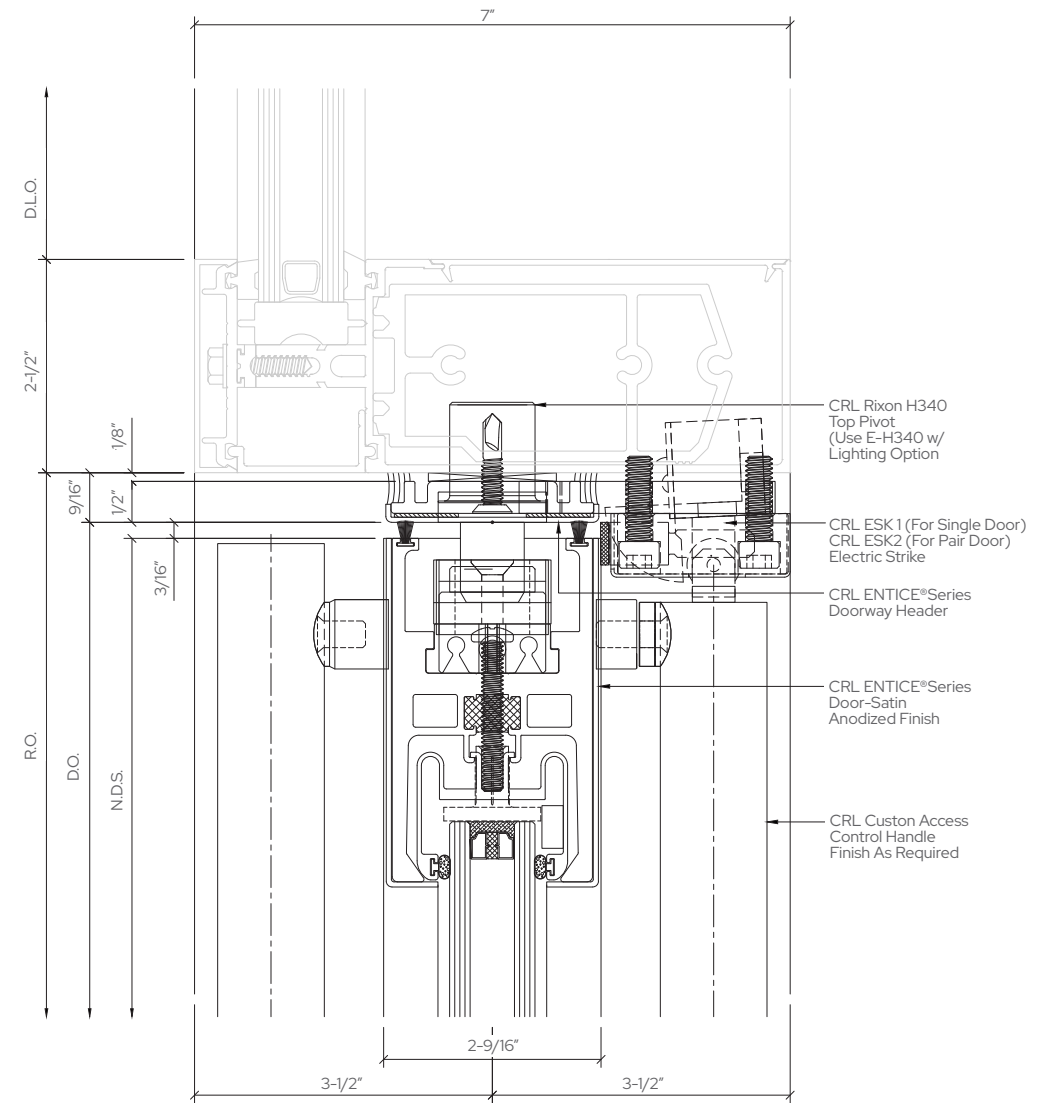 7"
D.L.O.
2-1/2"
1/8"
9/16"
1/2"
3/16"
R.O.
D.O.
N.D.S.
CRL Rixon H340
Top Pivot
(Use E-H340 w/
Lighting Option
CRL ESK 1 (For Single Door)
CRL ESK2 (For Pair Door)
Electric Strike
CRL ENTICE®Series
Doorway Header
CRL ENTICE®Series
Door-Satin
Anodized Finish
CRL Custon Access
Control Handle
Finish As Required
2-9/16"
3-1/2"
3-1/2"